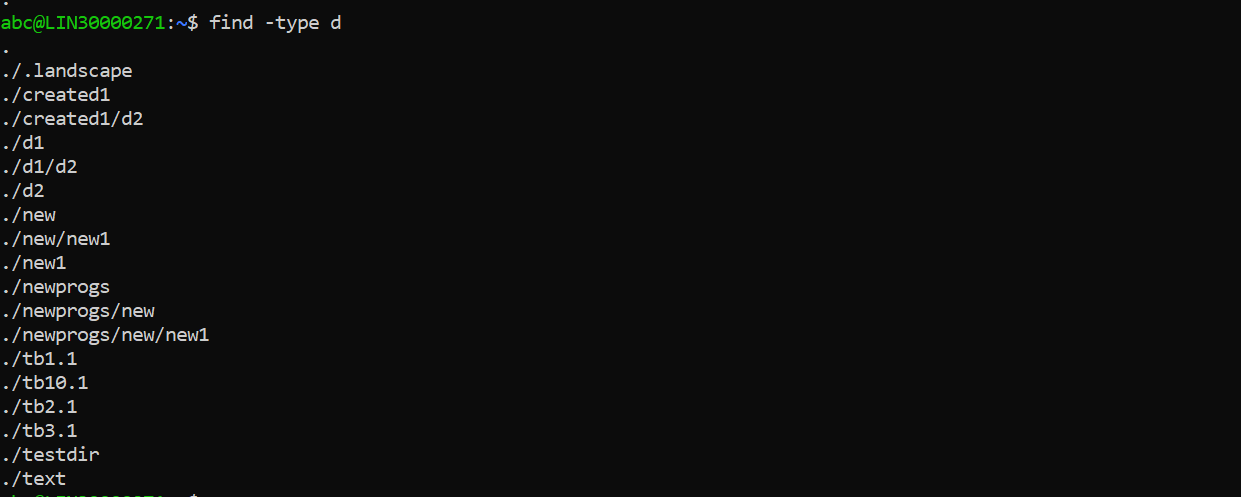 .
abc@LIN30000271:~$ find -type d
.
./.landscape
./created1
./created1/d2
./d1
./d1/d2
./d2
./new
./new/new1
./new1
./newprogs
./newprogs/new
./newprogs/new/new1
./tb1.1
./tb10.1
./tb2.1
./tb3.1
./testdir
./text